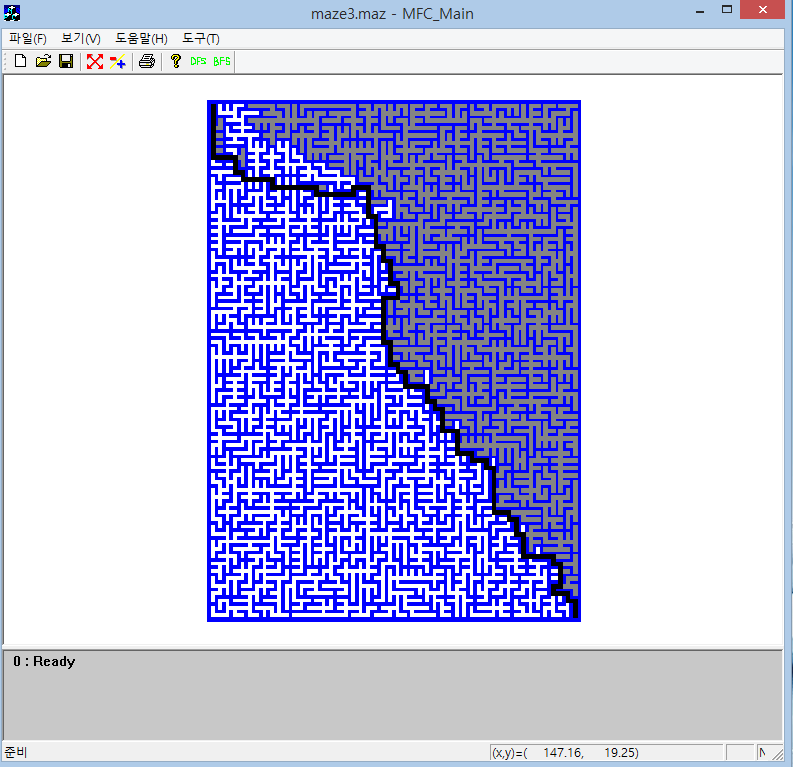 maze3.maz - MFC_Main
파일(F) 보기(V) 도움말(H) 도구(T)
DFS BFS
0 : Ready
준비 (x,y)=( 147.16, 19.25) N